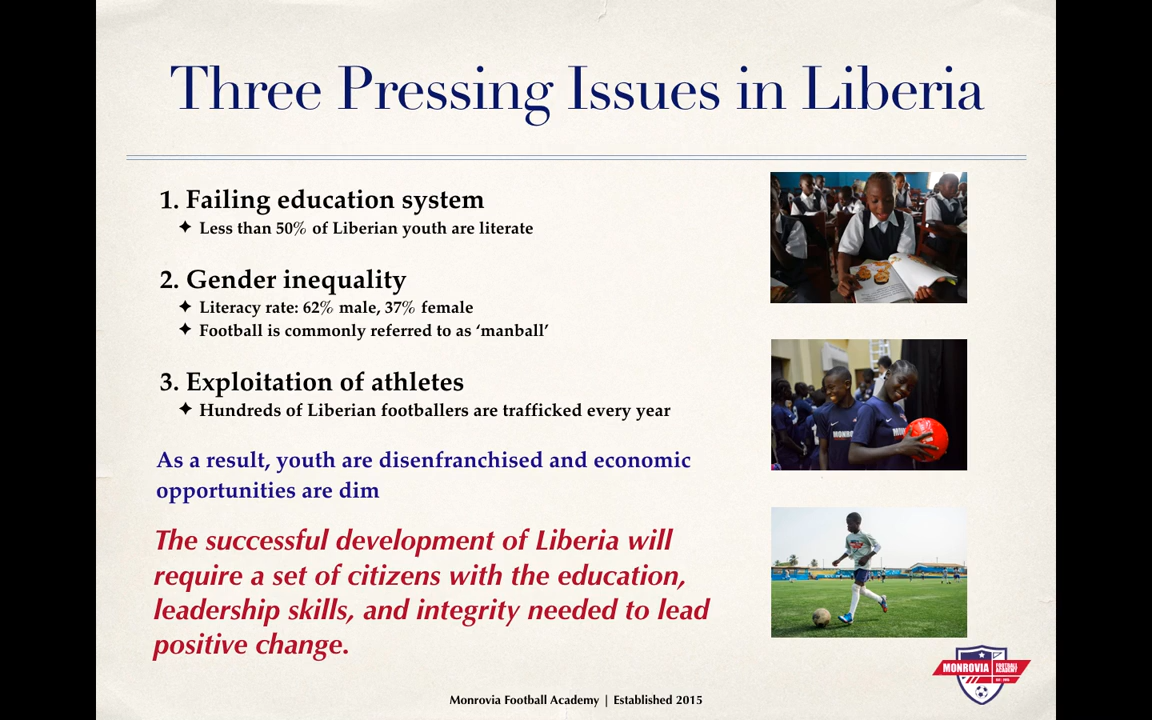 Three Pressing Issues in Liberia
1. Failing education system
✦ Less than 50% of Liberian youth are literate
2. Gender inequality
✦ Literacy rate: 62% male, 37% female
✦ Football is commonly referred to as ‘manball’
3. Exploitation of athletes
✦ Hundreds of Liberian footballers are trafficked every year
As a result, youth are disenfranchised and economic
opportunities are dim
The successful development of Liberia will
require a set of citizens with the education,
leadership skills, and integrity needed to lead
positive change.
MONROVIA
FOOTBALL
ACADEMY
Monrovia Football Academy | Established 2015